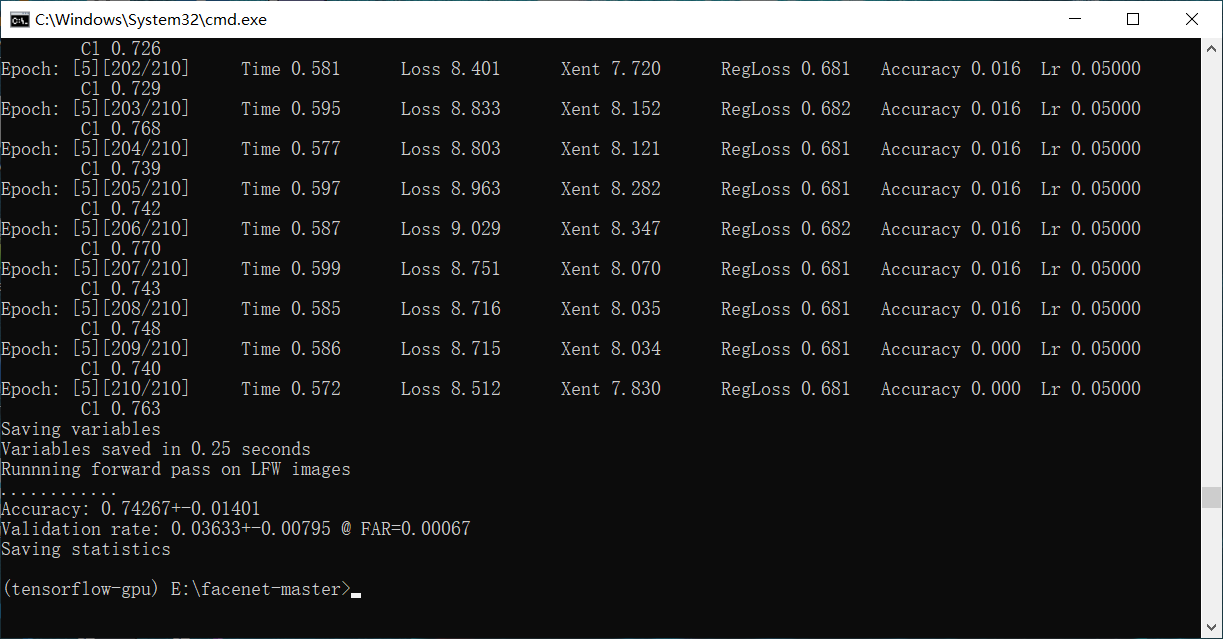 C:\Windows\System32\cmd.exe
Cl 0.726
Epoch: [5][202/210] Time 0.581 Loss 8.401 Xent 7.720 RegLoss 0.681 Accuracy 0.016 Lr 0.05000
Cl 0.729
Epoch: [5][203/210] Time 0.595 Loss 8.833 Xent 8.152 RegLoss 0.682 Accuracy 0.016 Lr 0.05000
Cl 0.768
Epoch: [5][204/210] Time 0.577 Loss 8.803 Xent 8.121 RegLoss 0.681 Accuracy 0.016 Lr 0.05000
Cl 0.739
Epoch: [5][205/210] Time 0.597 Loss 8.963 Xent 8.282 RegLoss 0.681 Accuracy 0.016 Lr 0.05000
Cl 0.742
Epoch: [5][206/210] Time 0.587 Loss 9.029 Xent 8.347 RegLoss 0.682 Accuracy 0.016 Lr 0.05000
Cl 0.770
Epoch: [5][207/210] Time 0.599 Loss 8.751 Xent 8.070 RegLoss 0.681 Accuracy 0.016 Lr 0.05000
Cl 0.743
Epoch: [5][208/210] Time 0.585 Loss 8.716 Xent 8.035 RegLoss 0.681 Accuracy 0.016 Lr 0.05000
Cl 0.748
Epoch: [5][209/210] Time 0.586 Loss 8.715 Xent 8.034 RegLoss 0.681 Accuracy 0.000 Lr 0.05000
Cl 0.740
Epoch: [5][210/210] Time 0.572 Loss 8.512 Xent 7.830 RegLoss 0.681 Accuracy 0.000 Lr 0.05000
Cl 0.763
Saving variables
Variables saved in 0.25 seconds
Runnning forward pass on LFW images
............
Accuracy: 0.74267+-0.01401
Validation rate: 0.03633+-0.00795 @ FAR=0.00067
Saving statistics
(tensorflow-gpu) E:\facenet-master>